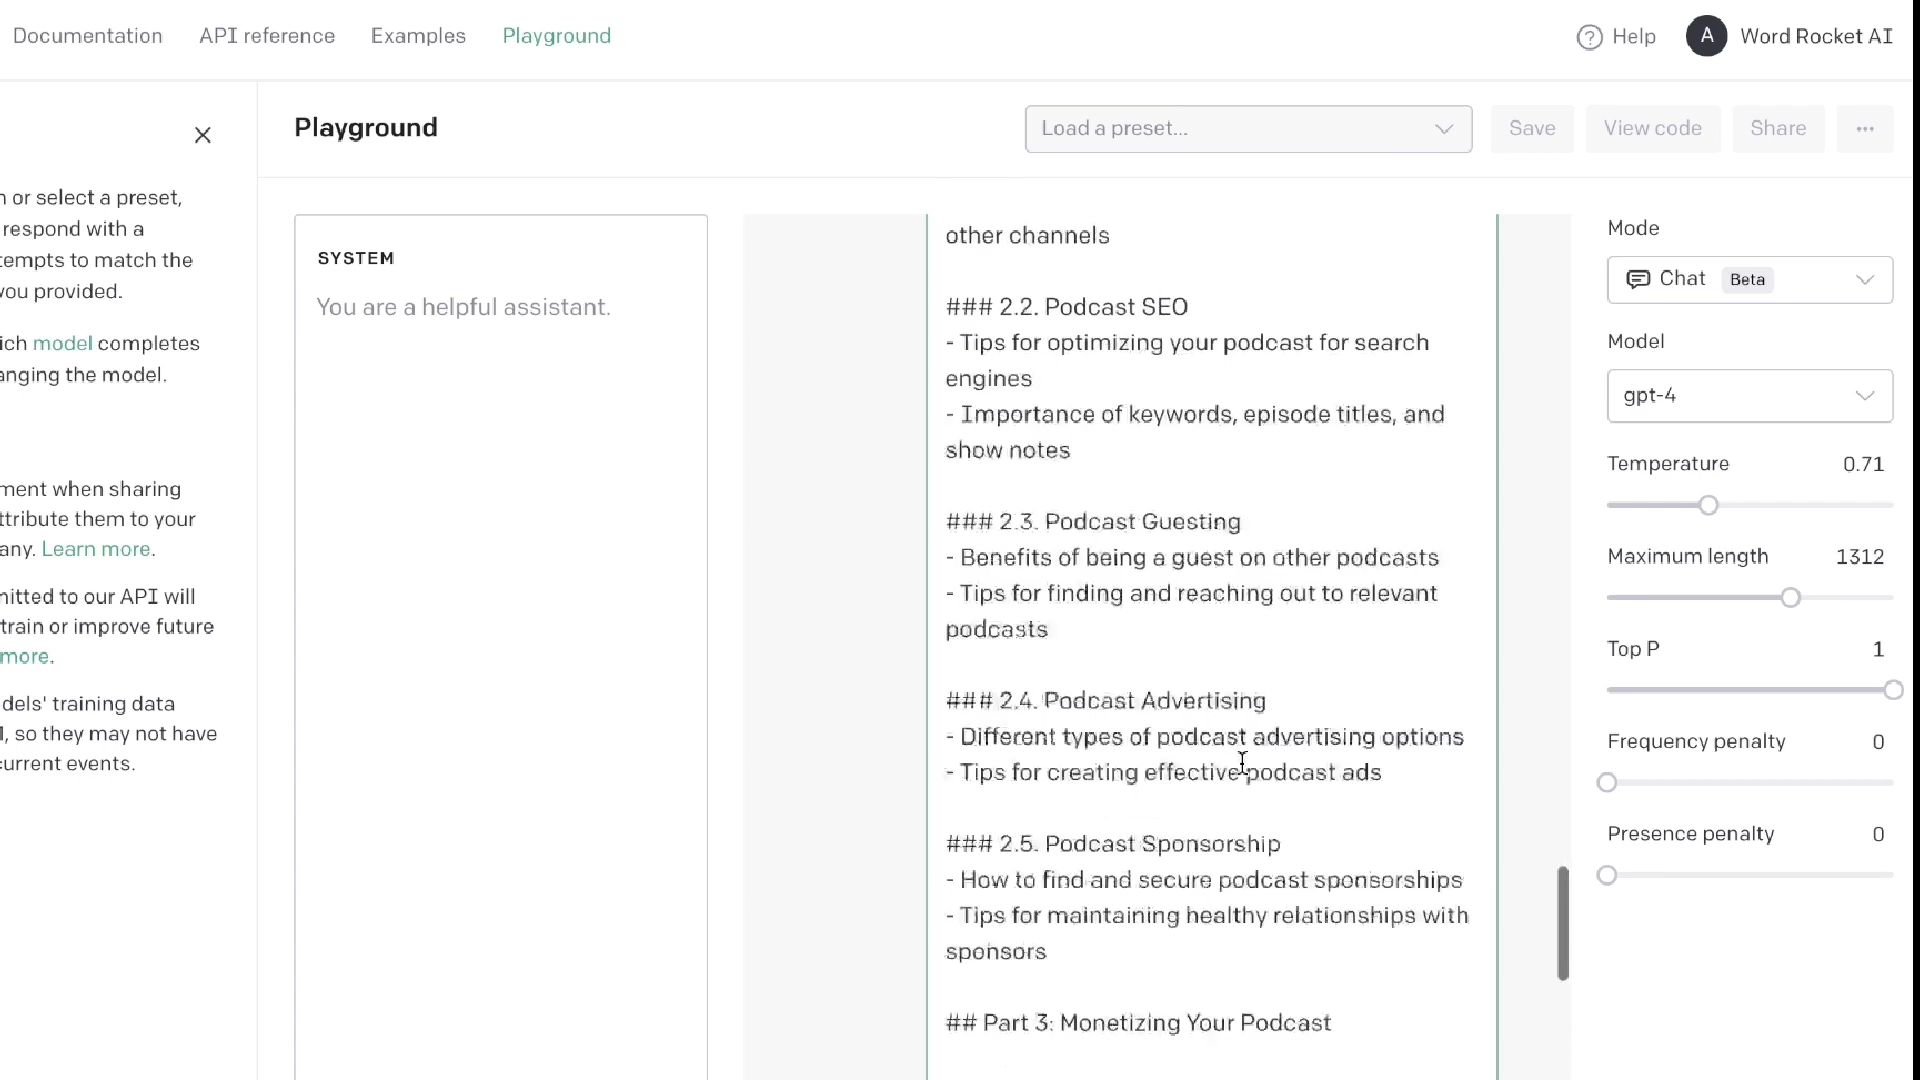 Documentation
API reference
Examples
Playground
Help
A
Word Rocket AI
Playground
Load a preset...
Save
View code
Share
...
or select a preset,
respond with a
tempts to match the
you provided.
model completes
anging the model.
ment when sharing
ttribute them to your
any. Learn more.
mitted to our API will
train or improve future
more.
dels' training data
, so they may not have
current events.
SYSTEM
You are a helpful assistant.
other channels
### 2.2. Podcast SEO
- Tips for optimizing your podcast for search
engines
- Importance of keywords, episode titles, and
show notes
### 2.3. Podcast Guesting
- Benefits of being a guest on other podcasts
- Tips for finding and reaching out to relevant
podcasts
### 2.4. Podcast Advertising
- Different types of podcast advertising options
- Tips for creating effective podcast ads
### 2.5. Podcast Sponsorship
- How to find and secure podcast sponsorships
- Tips for maintaining healthy relationships with
sponsors
## Part 3: Monetizing Your Podcast
Mode
Chat Beta
Model
gpt-4
Temperature 0.71
Maximum length 1312
Top P 1
Frequency penalty 0
Presence penalty 0